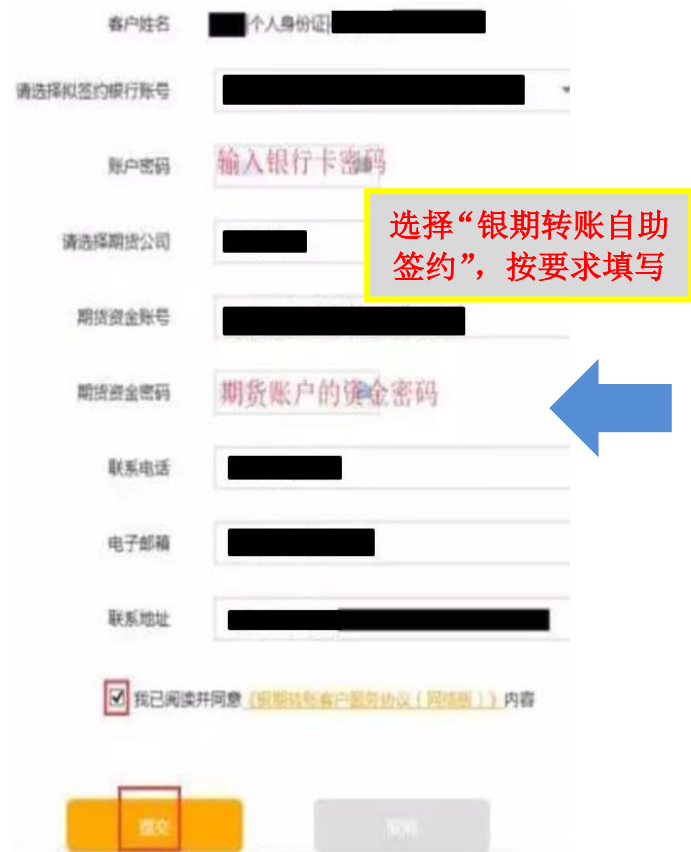 客户姓名 个人身份证
请选择拟签约银行账号
账户密码 输入银行卡密码
选择“银期转账自助
签约”，按要求填写
请选择期货公司
期货资金账号
期货资金密码 期货账户的资金密码
联系电话
电子邮箱
联系地址
我已阅读并同意《银期转账客户服务协议（网络版）》内容
提交 取消